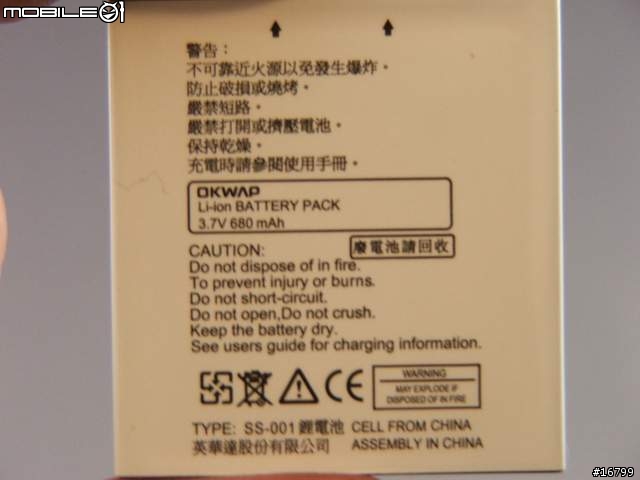 MOBILE01
警告：
不可靠近火源以免發生爆炸。
防止破損或燒烤。
嚴禁短路。
嚴禁打開或擠壓電池。
保持乾燥。
充電時請參閱使用手冊。
OKWAP
Li-ion BATTERY PACK
3.7V 680 mAh
廢電池請回收
CAUTION:
Do not dispose of in fire.
To prevent injury or burns.
Do not short-circuit.
Do not open,Do not crush.
Keep the battery dry.
See users guide for charging information.
CE
WARNING
MAY EXPLODE IF
DISPOSED OF IN FIRE
TYPE: SS-001 鋰電池 CELL FROM CHINA
英華達股份有限公司 ASSEMBLY IN CHINA
#16799